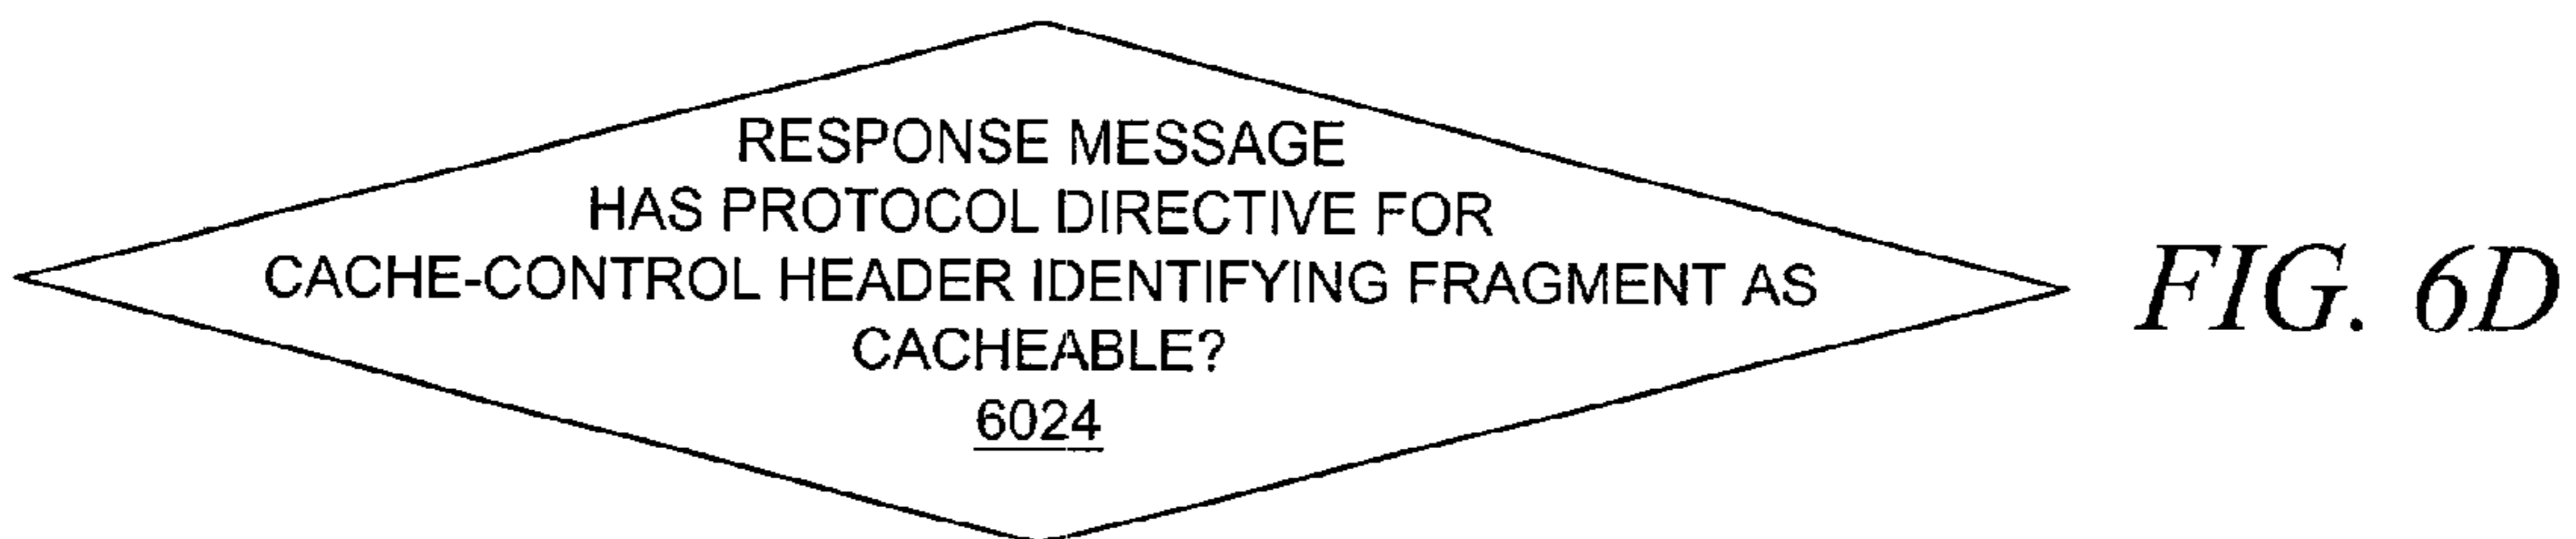 RESPONSE MESSAGE
HAS PROTOCOL DIRECTIVE FOR
CACHE-CONTROL HEADER IDENTIFYING FRAGMENT AS
CACHEABLE?
6024
FIG. 6D